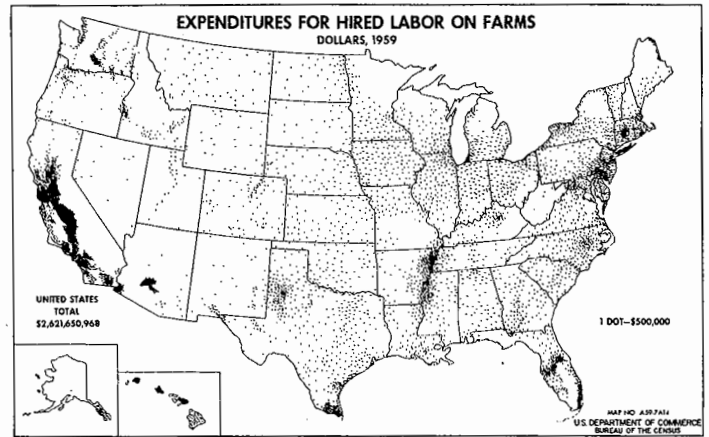 EXPENDITURES FOR HIRED LABOR ON FARMS
DOLLARS, 1959
UNITED STATES
TOTAL
$2,621,650,968
1 DOT—$500,000
MAP NO. A59-7A14
U.S. DEPARTMENT OF COMMERCE
BUREAU OF THE CENSUS